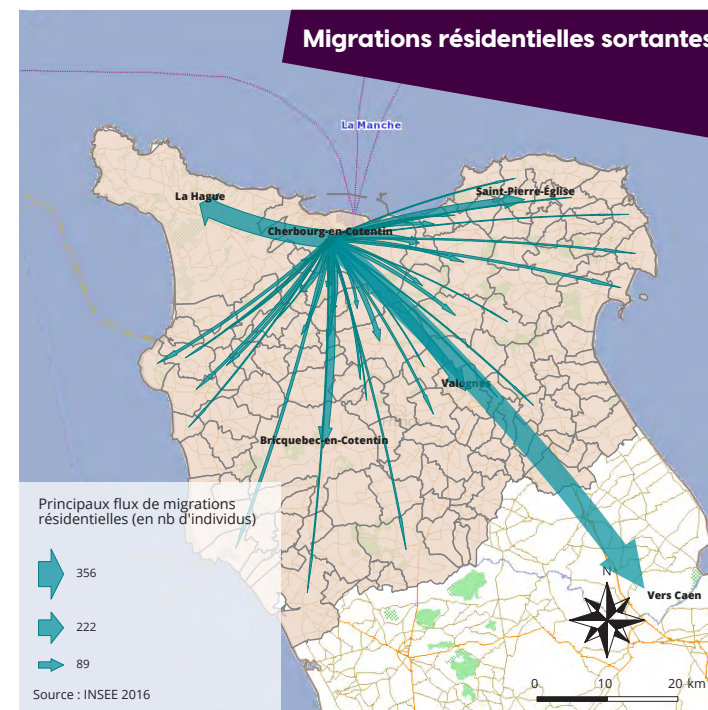 Migrations résidentielles sortantes
La Manche
La Hague
Saint-Pierre-Église
Cherbourg-en-Cotentin
Valognes
Bricquebec-en-Cotentin
Principaux flux de migrations
résidentielles (en nb d'individus)
356
222
89
Source : INSEE 2016
N
Vers Caen
0 10 20 km